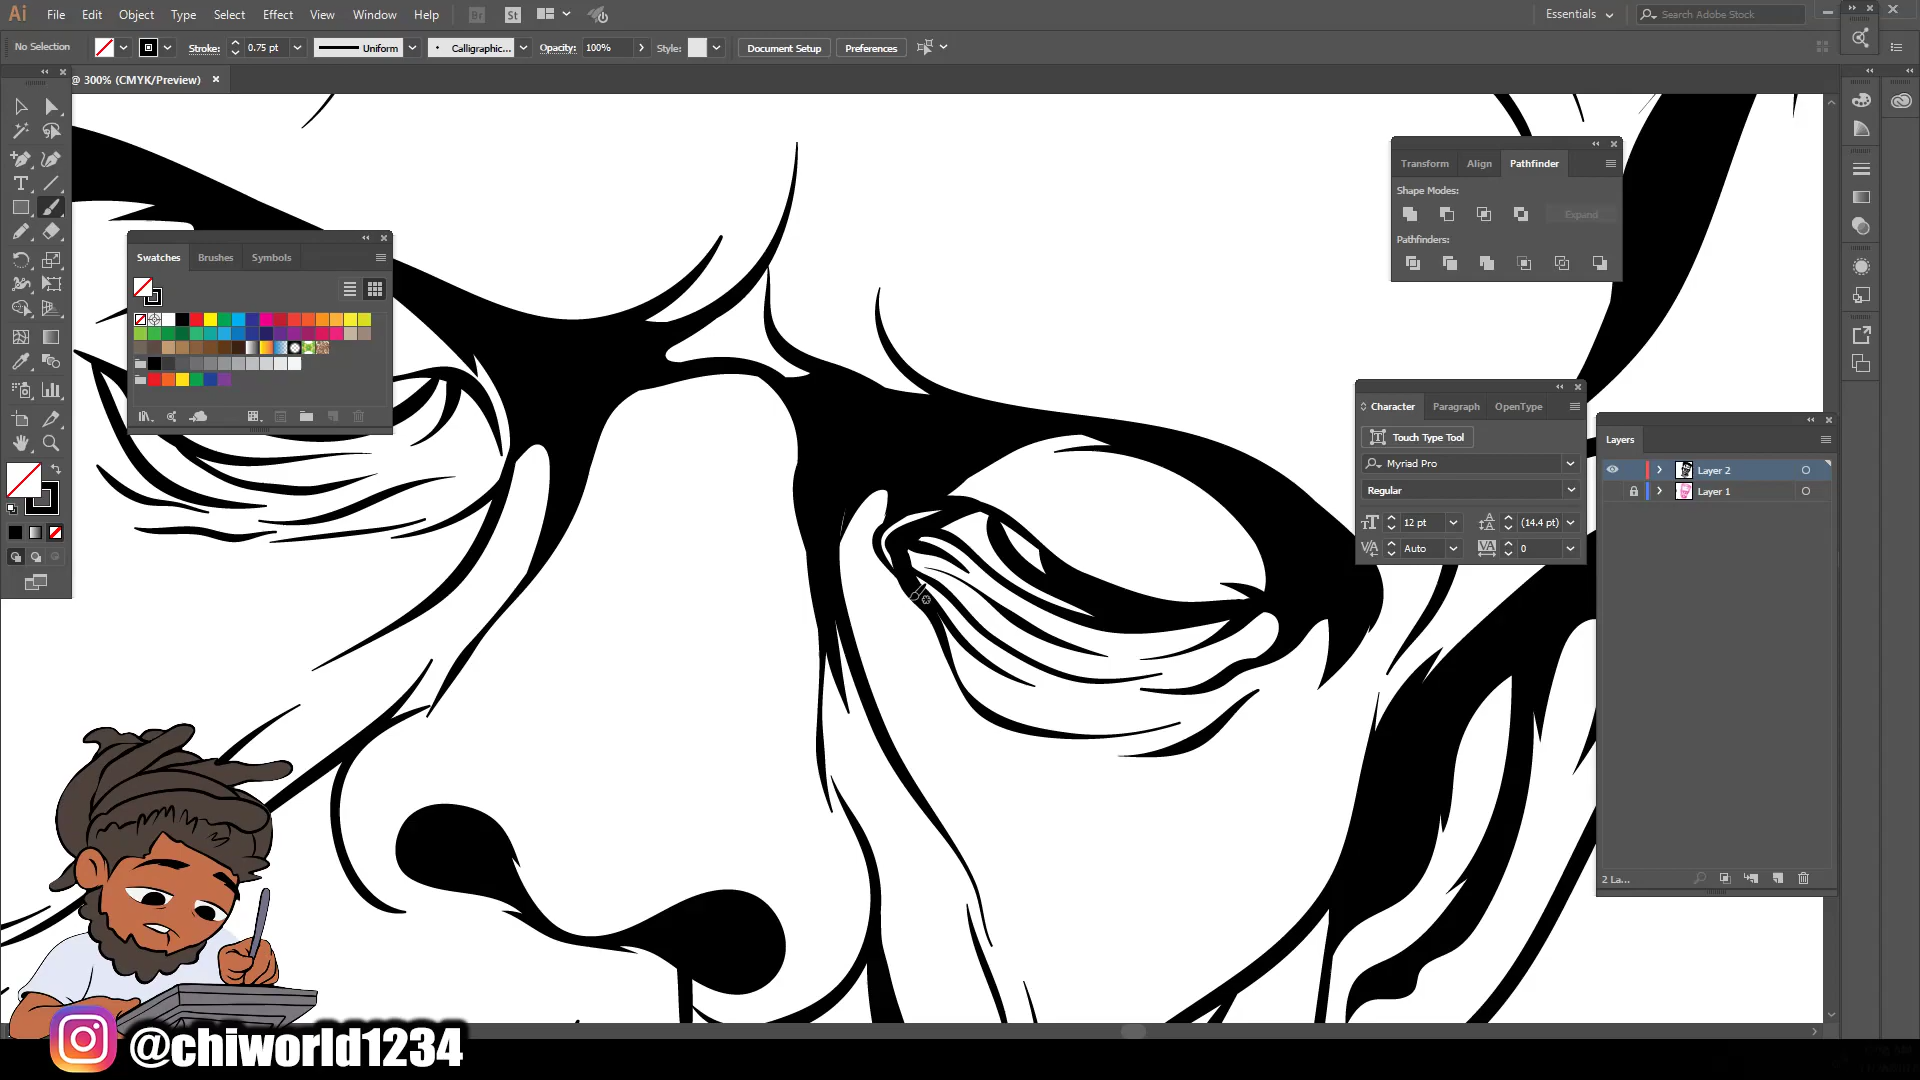 Ai File Edit Object Type Select Effect View Window Help Br St Essentials Search Adobe Stock
No Selection Stroke: 0.75 pt Uniform Calligraphic... Opacity: 100% Style: Document Setup Preferences
@ 300% (CMYK/Preview)
Transform Align Pathfinder
Shape Modes:
Expand
Pathfinders:
Swatches Brushes Symbols
Character Paragraph OpenType
Touch Type Tool
Myriad Pro
Regular
12 pt (14.4 pt)
Auto 0
Layers
Layer 2
Layer 1
2 La...
@chiworld1234